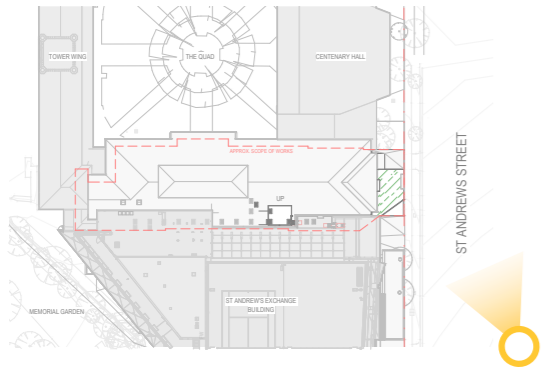 TOWER WING
THE QUAD
CENTENARY HALL
APPROX. SCOPE OF WORKS
UP
ST ANDREWS STREET
ST ANDREW'S EXCHANGE
BUILDING
MEMORIAL GARDEN